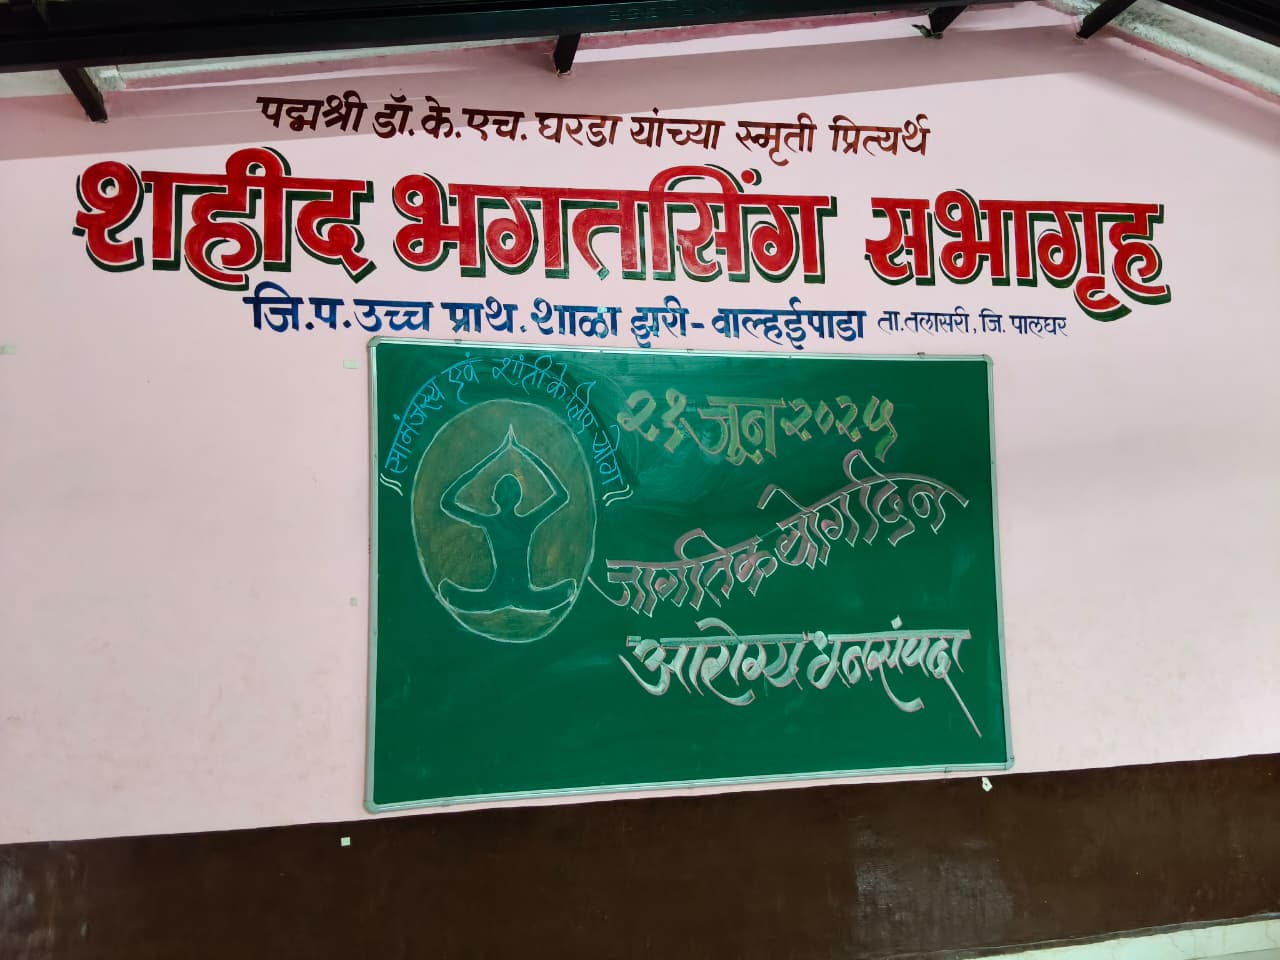 पद्मश्री डॉ. के. एच. घरडा यांच्या स्मृती प्रित्यर्थ
शहीद भगतसिंग सभागृह
जि.प. उच्च प्राथ. शाळा झरी - वाल्हईपाडा ता. तलासरी, जि. पालघर
सामंजस्य एवं शांती के लिए योग
२१ जून २०२५
जागतिक योग दिन
आरोग्य धनसंपदा